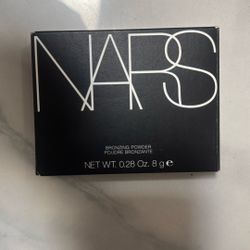 NARS
BRONZING POWDER
POUDRE BRONZANTE
NET WT. 0.28 Oz. 8 g ℮